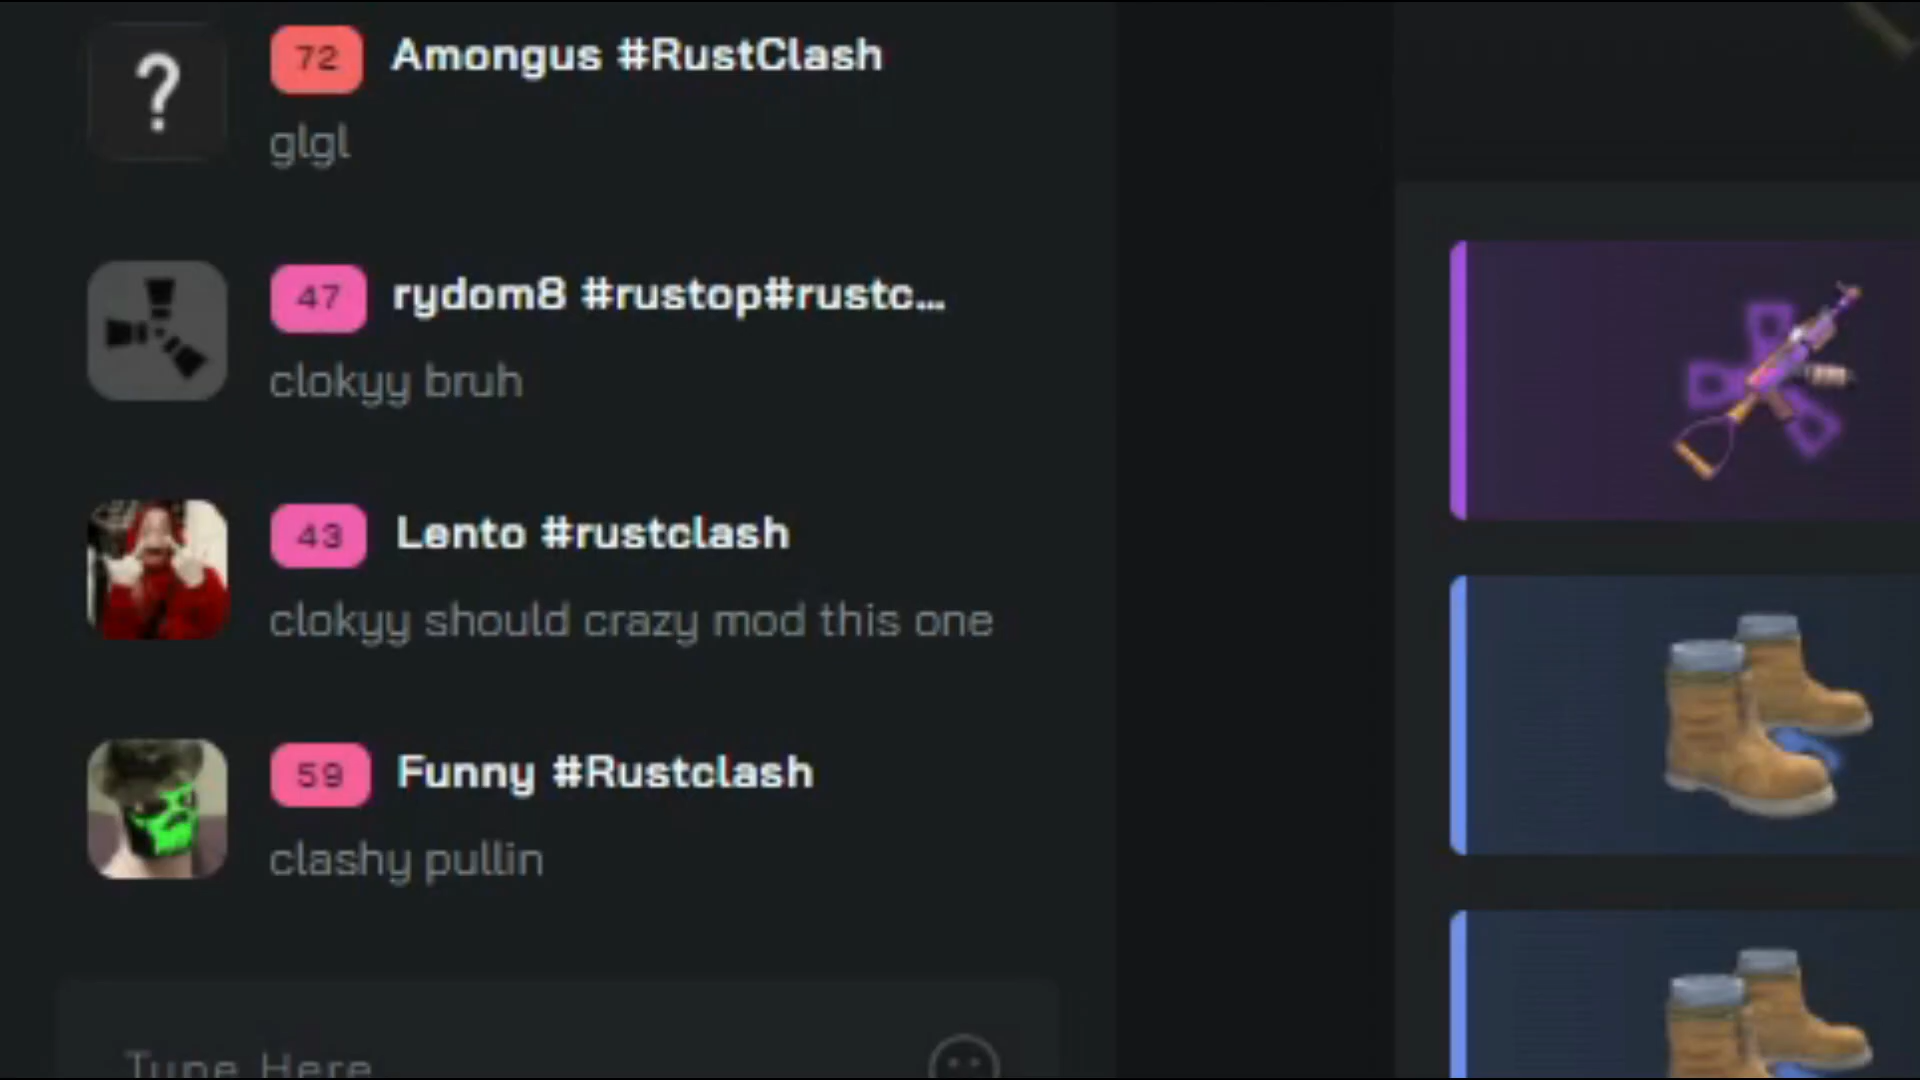 ?
72 Amongus #RustClash
glgl
47 rydom8 #rustop#rustc...
clokyy bruh
43 Lento #rustclash
clokyy should crazy mod this one
59 Funny #Rustclash
clashy pullin
Type Here